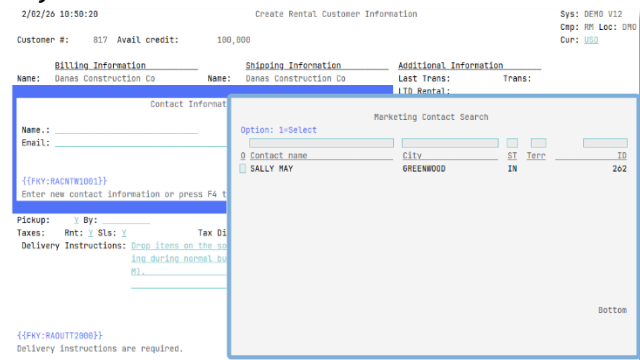 2/02/26 10:50:20 Create Rental Customer Information Sys: DEMO V12
Cmp: RM Loc: DMO
Customer #: 817 Avail credit: 100,000 Cur: USD
Billing Information Shipping Information Additional Information
Name: Danas Construction Co Name: Danas Construction Co Last Trans: Trans:
LTD Rental:
Contact Informat
Name.:
Email:
{{FKY:RACNTW1001}}
Enter new contact information or press F4 t
Marketing Contact Search
Option: 1=Select
O Contact name City ST Terr ID
SALLY MAY GREENWOOD IN 262
Bottom
Pickup: Y By:
Taxes: Rnt: Y Sls: Y Tax Di
Delivery Instructions: Drop items on the so
ing during normal bu
M).
{{FKY:RAOUTT2000}}
Delivery instructions are required.